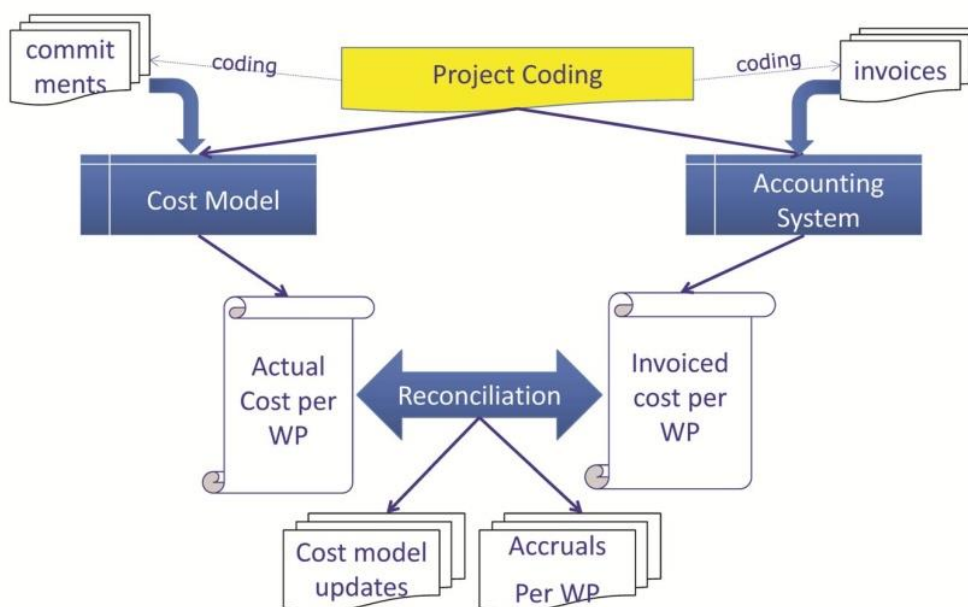 commit
ments
coding
Project Coding
coding
invoices
Cost Model
Accounting
System
Actual
Cost per
WP
Reconciliation
Invoiced
cost per
WP
Cost model
updates
Accruals
Per WP